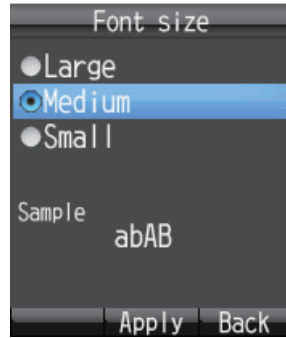 Font size
Large
Medium
Small
Sample
abAB
Apply Back